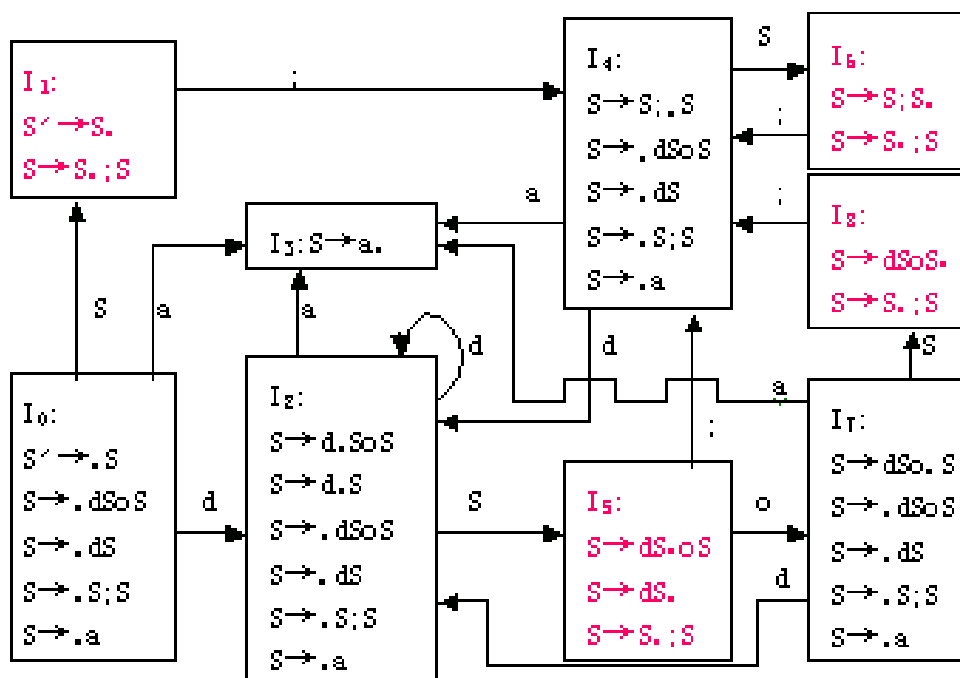 I₁:
S′→S.
S→S.;S
;
I₄:
S→S;.S
S→.dSoS
S→.dS
S→.S;S
S→.a
S
I₆:
S→S;S.
S→S.;S
;
;
I₈:
S→dSoS.
S→S.;S
a
I₃:S→a.
S
a
a
d
d
S
a
;
I₀:
S′→.S
S→.dSoS
S→.dS
S→.S;S
S→.a
d
I₂:
S→d.SoS
S→d.S
S→.dSoS
S→.dS
S→.S;S
S→.a
S
I₅:
S→dS.oS
S→dS.
S→S.;S
o
d
I₇:
S→dSo.S
S→.dSoS
S→.dS
S→.S;S
S→.a